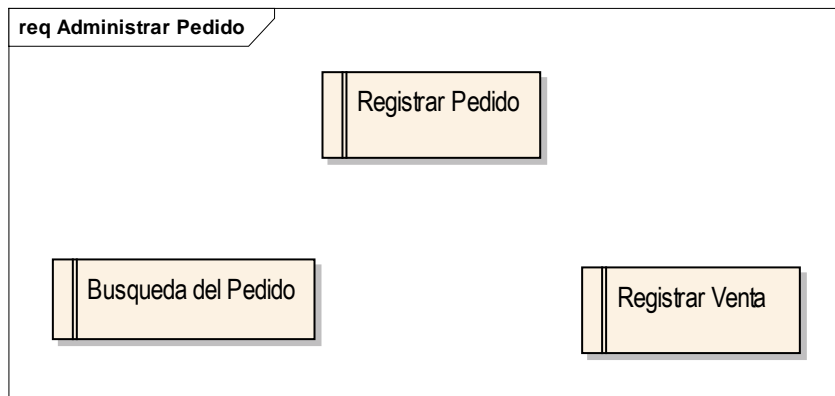 req Administrar Pedido
Registrar Pedido
Busqueda del Pedido
Registrar Venta